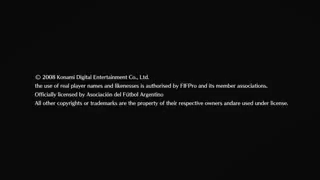 © 2008 Konami Digital Entertainment Co., Ltd.
the use of real player names and likenesses is authorised by FIFPro and its member associations.
Officially licensed by Asociación del Fútbol Argentino
All other copyrights or trademarks are the property of their respective owners andare used under license.